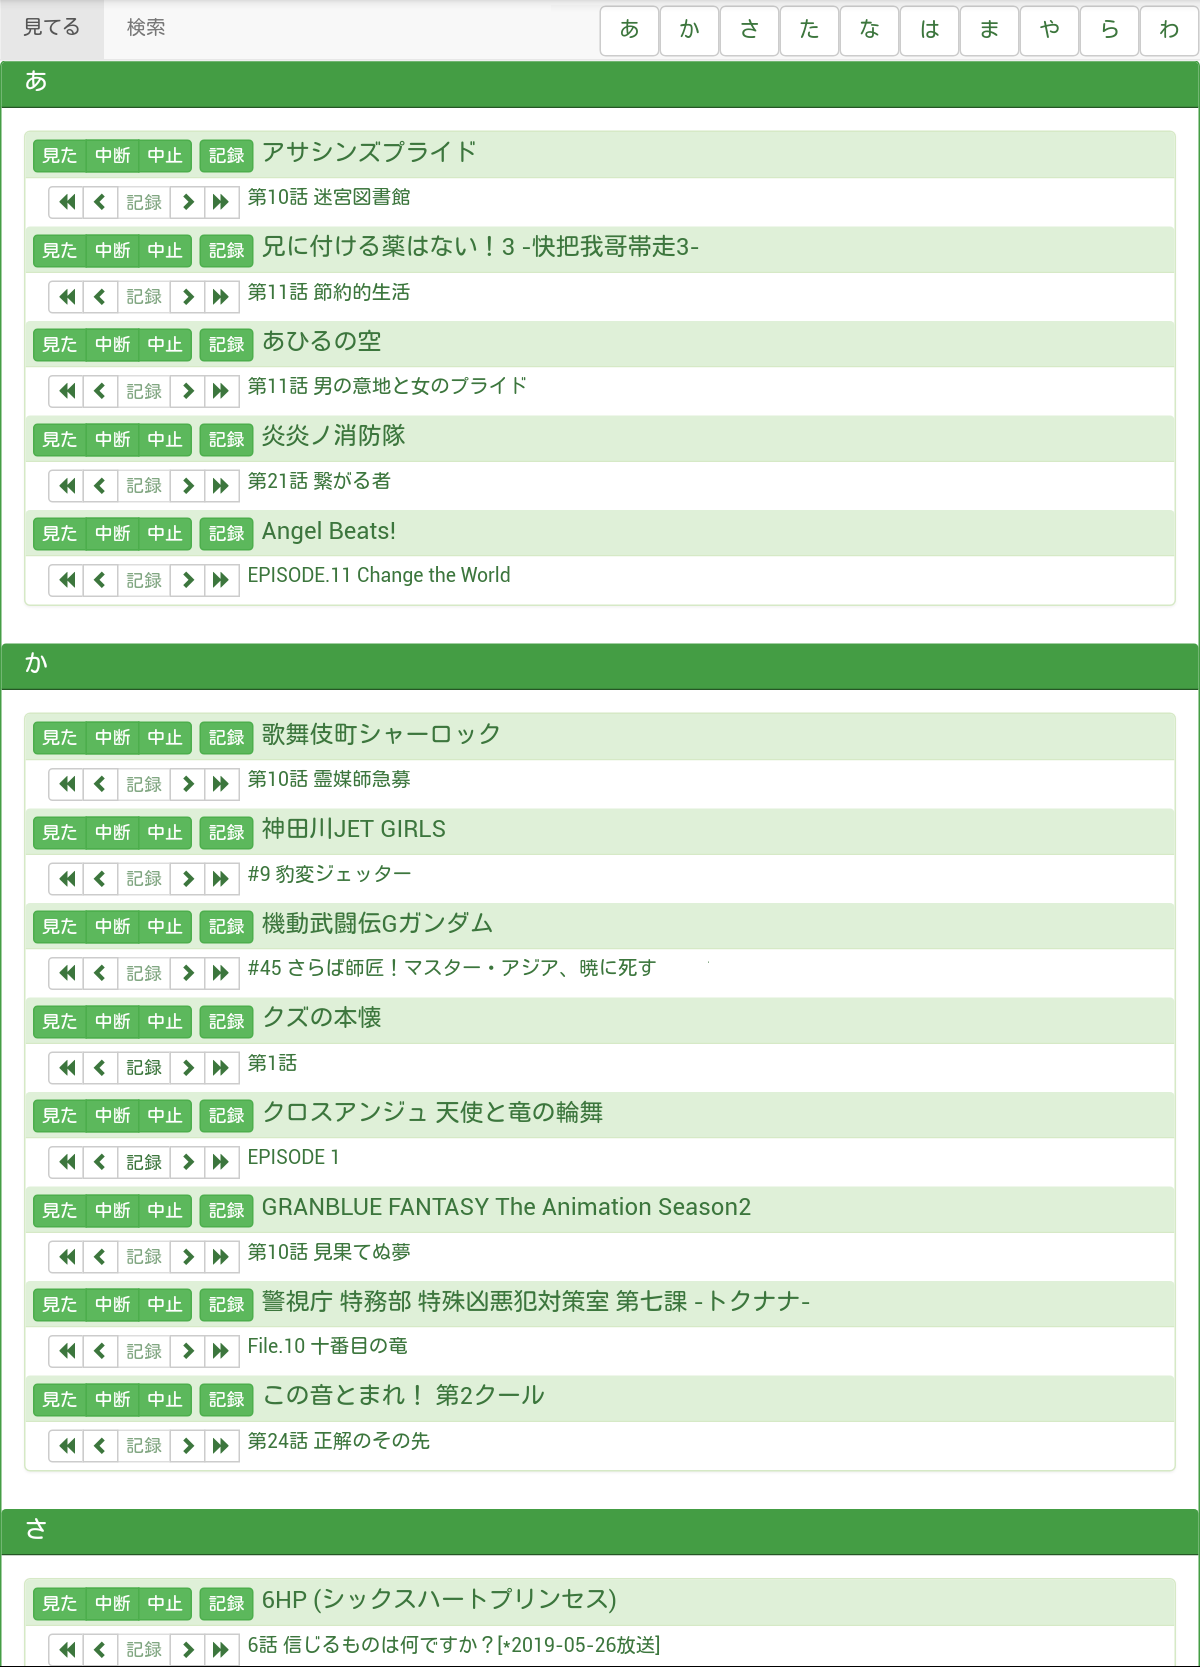 見てる 検索 あ か さ た な は ま や ら わ
あ
見た 中断 中止 記録 アサシンズプライド
記録 第10話 迷宮図書館
見た 中断 中止 記録 兄に付ける薬はない！3 -快把我哥帯走3-
記録 第11話 節約的生活
見た 中断 中止 記録 あひるの空
記録 第11話 男の意地と女のプライド
見た 中断 中止 記録 炎炎ノ消防隊
記録 第21話 繋がる者
見た 中断 中止 記録 Angel Beats!
記録 EPISODE.11 Change the World
か
見た 中断 中止 記録 歌舞伎町シャーロック
記録 第10話 霊媒師急募
見た 中断 中止 記録 神田川JET GIRLS
記録 #9 豹変ジェッター
見た 中断 中止 記録 機動武闘伝Gガンダム
記録 #45 さらば師匠！マスター・アジア、暁に死す
見た 中断 中止 記録 クズの本懐
記録 第1話
見た 中断 中止 記録 クロスアンジュ 天使と竜の輪舞
記録 EPISODE 1
見た 中断 中止 記録 GRANBLUE FANTASY The Animation Season2
記録 第10話 見果てぬ夢
見た 中断 中止 記録 警視庁 特務部 特殊凶悪犯対策室 第七課 -トクナナ-
記録 File.10 十番目の竜
見た 中断 中止 記録 この音とまれ！ 第2クール
記録 第24話 正解のその先
さ
見た 中断 中止 記録 6HP (シックスハートプリンセス)
記録 6話 信じるものは何ですか？[*2019-05-26放送]